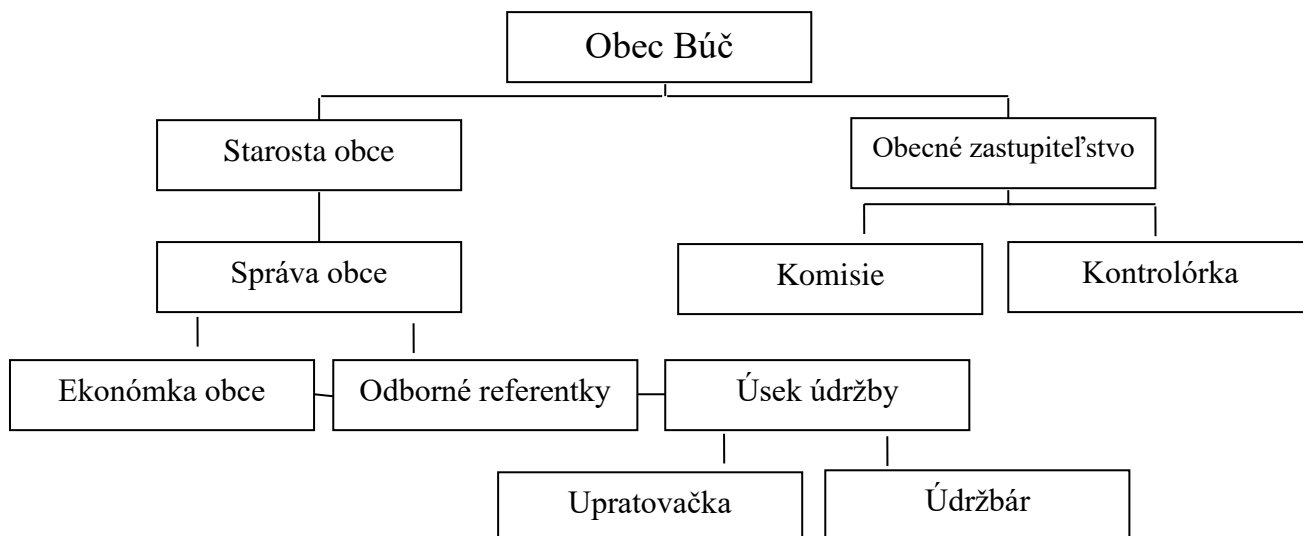 Obec Búč
Starosta obce
Obecné zastupiteľstvo
Správa obce
Komisie
Kontrolórka
Ekonómka obce
Odborné referentky
Úsek údržby
Upratovačka
Údržbár